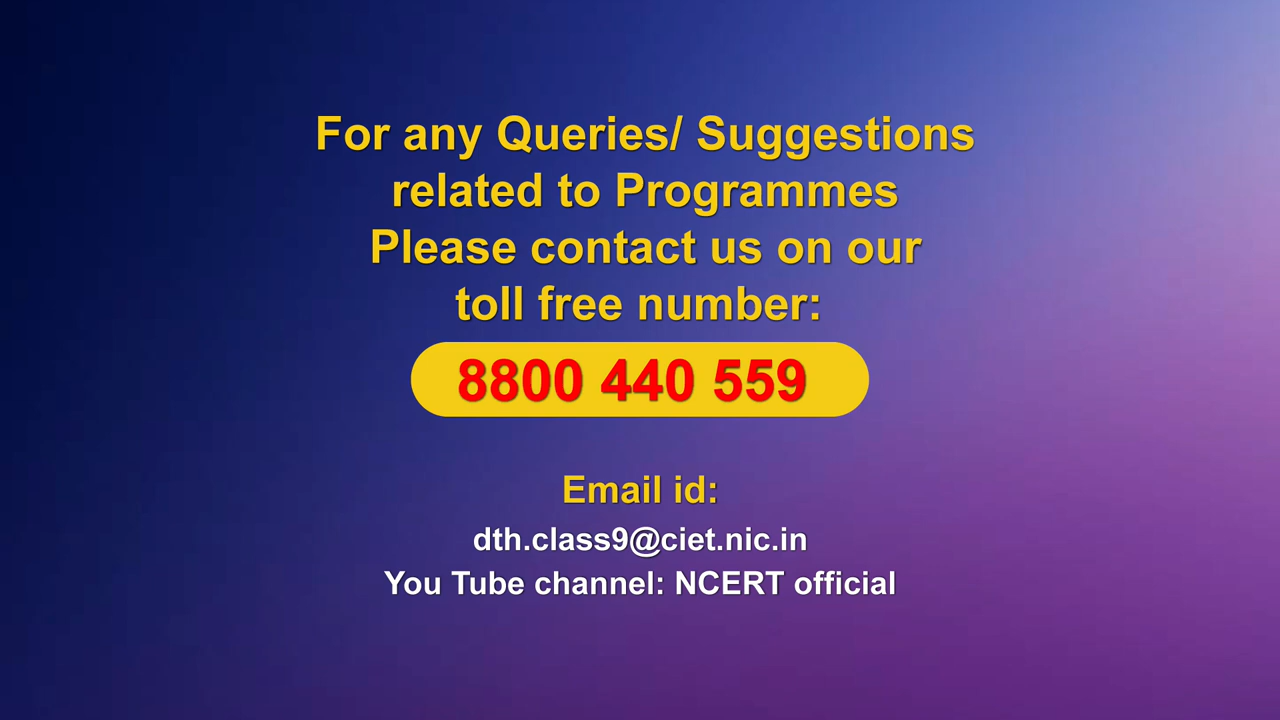 For any Queries/ Suggestions
related to Programmes
Please contact us on our
toll free number:
8800 440 559
Email id:
dth.class9@ciet.nic.in
You Tube channel: NCERT official